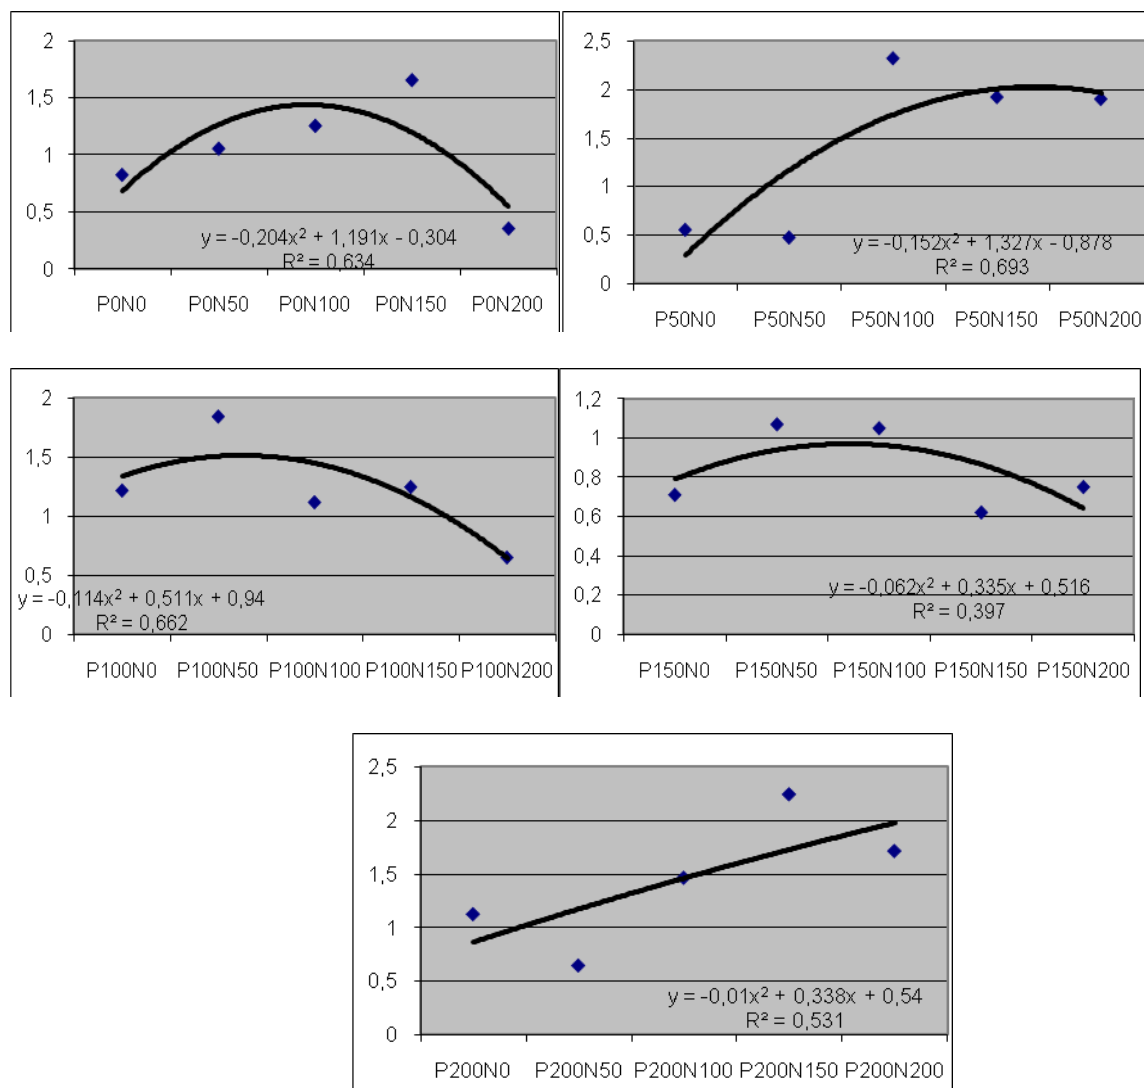 2
1,5
1
0,5
0
y = -0,204x² + 1,191x - 0,304
R² = 0,634
P0N0 P0N50 P0N100 P0N150 P0N200
2,5
2
1,5
1
0,5
0
y = -0,152x² + 1,327x - 0,878
R² = 0,693
P50N0 P50N50 P50N100 P50N150 P50N200
2
1,5
1
0,5
0
y = -0,114x² + 0,511x + 0,94
R² = 0,662
P100N0 P100N50 P100N100 P100N150 P100N200
1,2
1
0,8
0,6
0,4
0,2
0
y = -0,062x² + 0,335x + 0,516
R² = 0,397
P150N0 P150N50 P150N100 P150N150 P150N200
2,5
2
1,5
1
0,5
0
y = -0,01x² + 0,338x + 0,54
R² = 0,531
P200N0 P200N50 P200N100 P200N150 P200N200